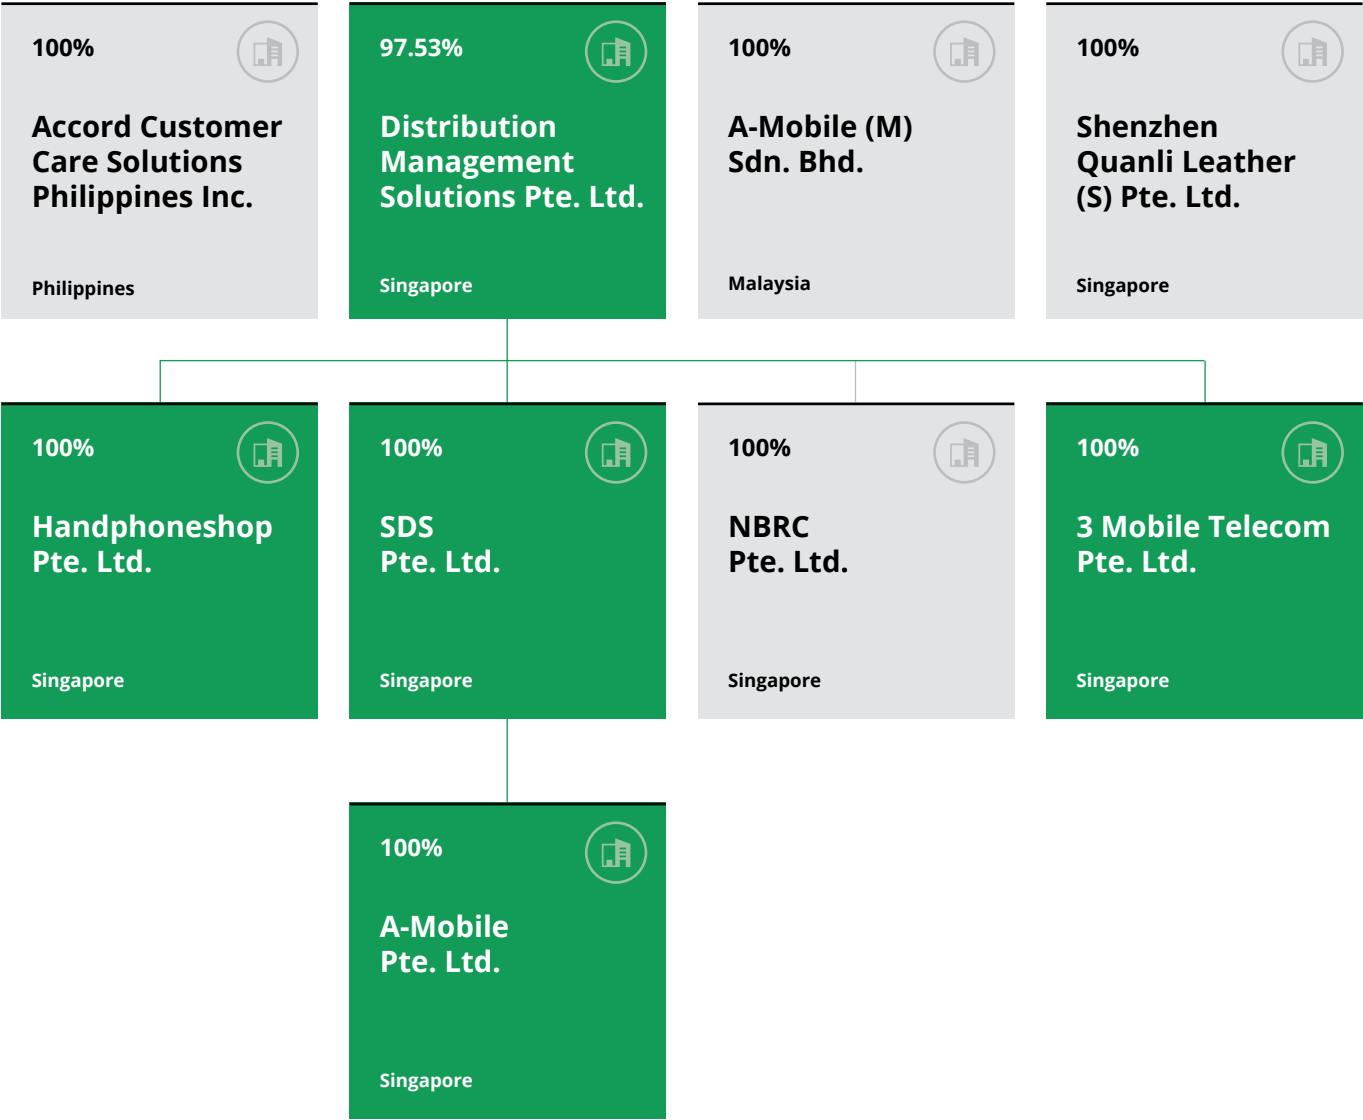 100%
Accord Customer
Care Solutions
Philippines Inc.
Philippines
97.53%
Distribution
Management
Solutions Pte. Ltd.
Singapore
100%
A-Mobile (M)
Sdn. Bhd.
Malaysia
100%
Shenzhen
Quanli Leather
(S) Pte. Ltd.
Singapore
100%
Handphoneshop
Pte. Ltd.
Singapore
100%
SDS
Pte. Ltd.
Singapore
100%
NBRC
Pte. Ltd.
Singapore
100%
3 Mobile Telecom
Pte. Ltd.
Singapore
100%
A-Mobile
Pte. Ltd.
Singapore